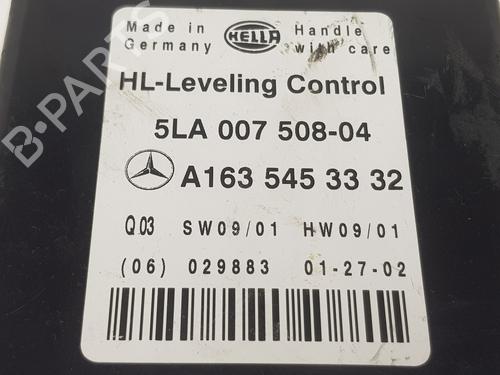 Made in Germany HELLA Handle with care
HL-Leveling Control
5LA 007 508-04
A163 545 33 32
Q03 SW09/01 HW09/01
(06) 029883 01-27-02
B-PARTS